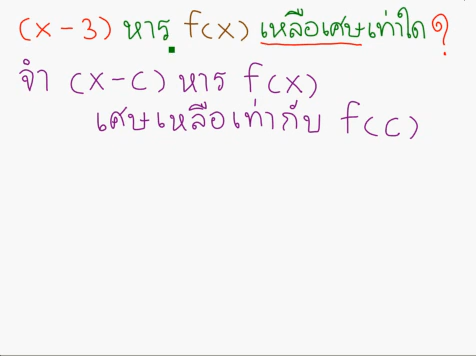 (x-3) หาร f(x) เหลือเศษเท่าใด ?
จำ (x-c) หาร f(x)
เศษเหลือเท่ากับ f(c)